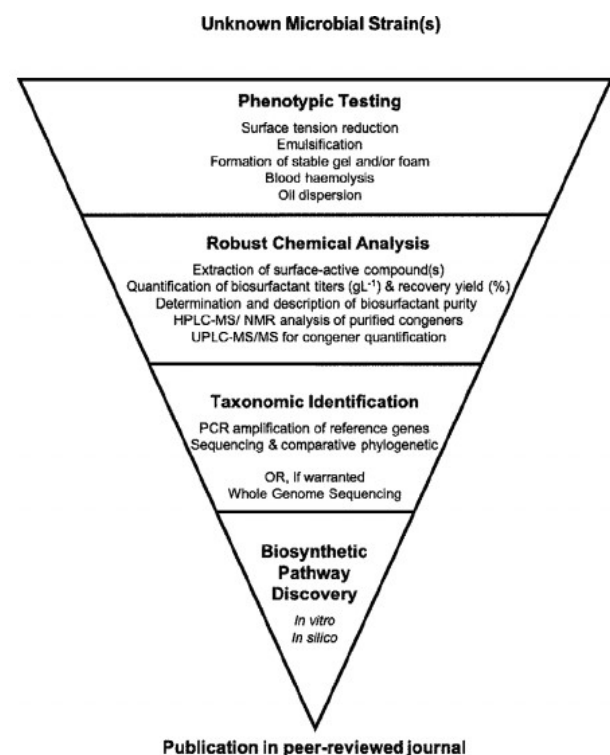 Unknown Microbial Strain(s)
Phenotypic Testing
Surface tension reduction
Emulsification
Formation of stable gel and/or foam
Blood haemolysis
Oil dispersion
Robust Chemical Analysis
Extraction of surface-active compound(s)
Quantification of biosurfactant titers (gL⁻¹) & recovery yield (%)
Determination and description of biosurfactant purity
HPLC-MS/ NMR analysis of purified congeners
UPLC-MS/MS for congener quantification
Taxonomic Identification
PCR amplification of reference genes
Sequencing & comparative phylogenetic
OR, If warranted
Whole Genome Sequencing
Biosynthetic
Pathway
Discovery
In vitro
In silico
Publication in peer-reviewed journal